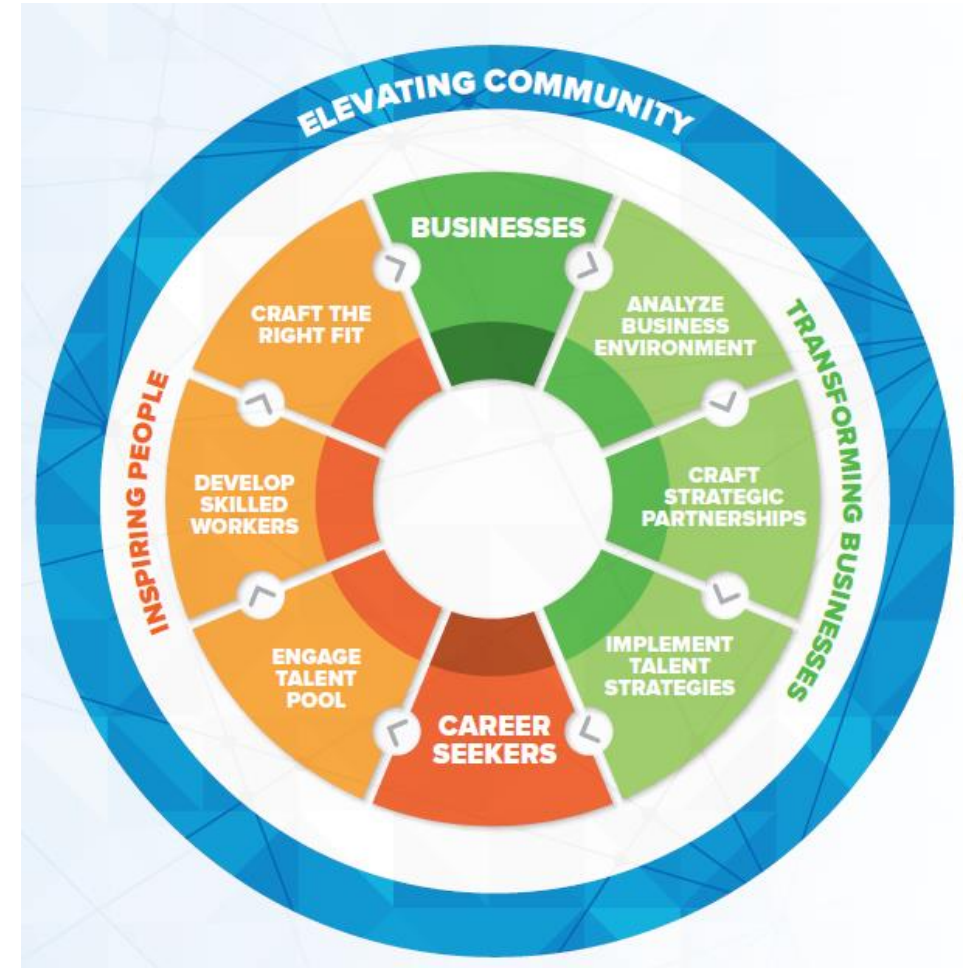 ELEVATING COMMUNITY
BUSINESSES
ANALYZE
BUSINESS
ENVIRONMENT
CRAFT
STRATEGIC
PARTNERSHIPS
IMPLEMENT
TALENT
STRATEGIES
TRANSFORMING BUSINESSES
CAREER
SEEKERS
ENGAGE
TALENT
POOL
DEVELOP
SKILLED
WORKERS
CRAFT THE
RIGHT FIT
INSPIRING PEOPLE